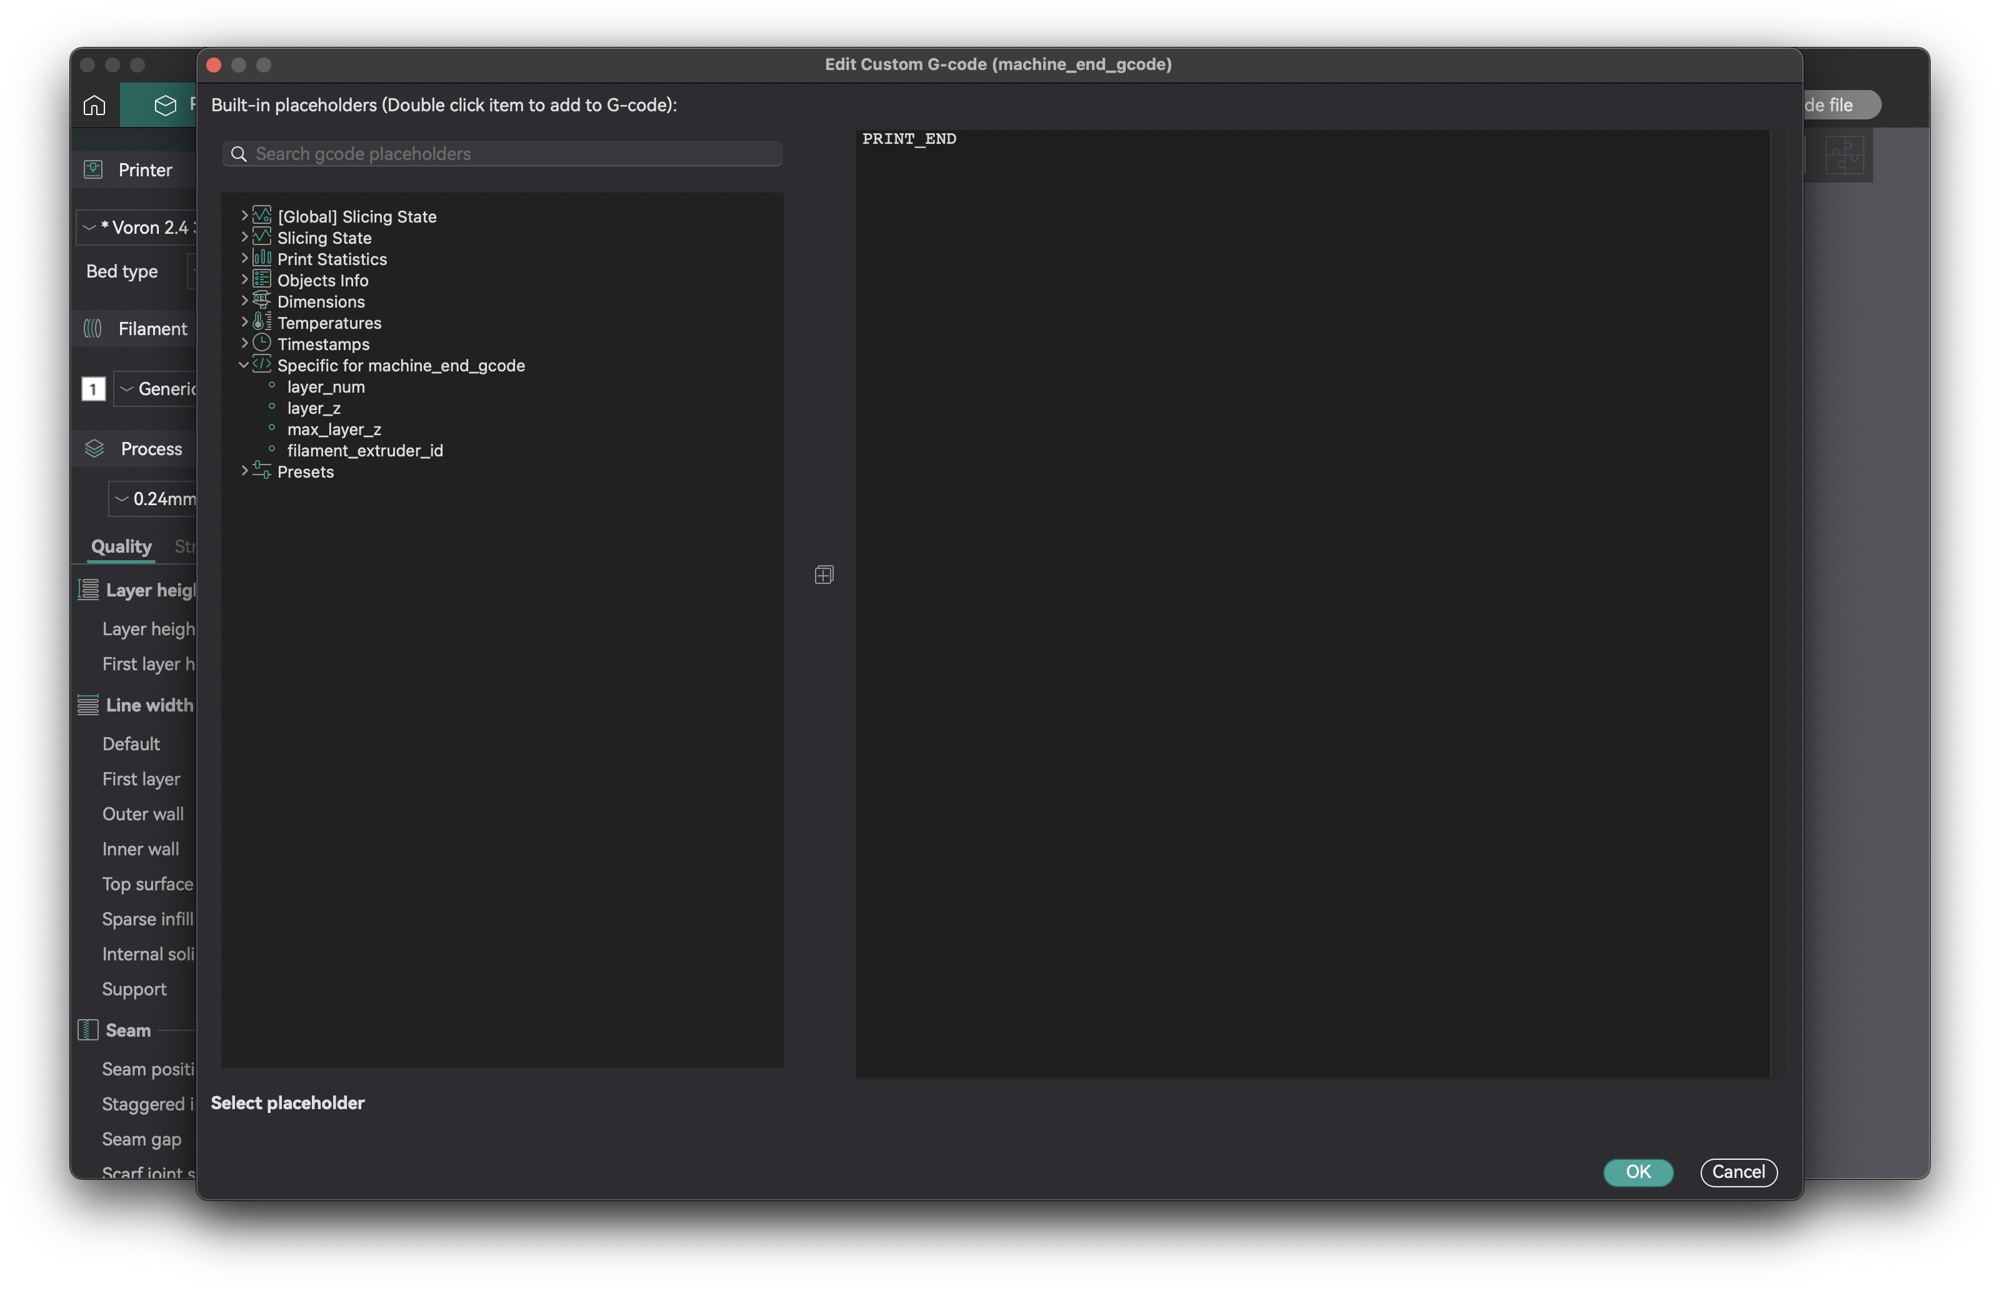 Edit Custom G-code (machine_end_gcode)
Built-in placeholders (Double click item to add to G-code):
de file
Search gcode placeholders
PRINT_END
[Global] Slicing State
Slicing State
Print Statistics
Objects Info
Dimensions
Temperatures
Timestamps
Specific for machine_end_gcode
layer_num
layer_z
max_layer_z
filament_extruder_id
Presets
Select placeholder
OK
Cancel
Printer
* Voron 2.4
Bed type
Filament
1
Generic
Process
0.24mm
Quality
Str
Layer heigh
Layer heigh
First layer h
Line width
Default
First layer
Outer wall
Inner wall
Top surface
Sparse infill
Internal soli
Support
Seam
Seam positi
Staggered i
Seam gap
Scarf joint s